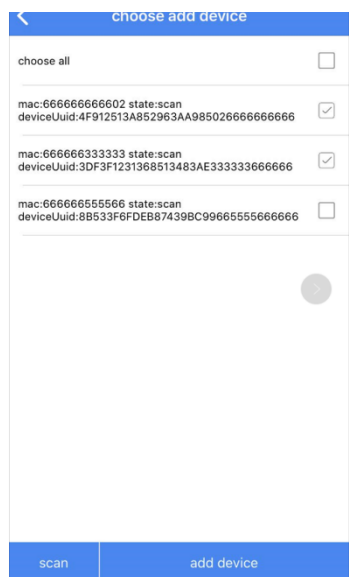 choose add device
choose all
mac:666666666602 state:scan
deviceUuid:4F912513A852963AA985026666666666
mac:666666333333 state:scan
deviceUuid:3DF3F1231368513483AE333333666666
mac:666666555566 state:scan
deviceUuid:8B533F6FDEB87439BC99665555666666
scan
add device